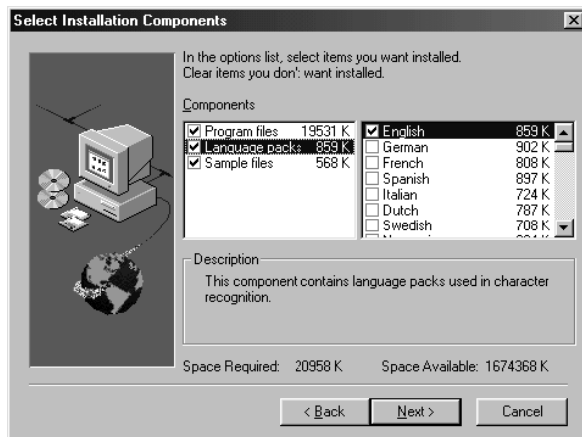 Select Installation Components
In the options list, select items you want installed.
Clear items you don': want installed.
Components
Program files 19531 K
Language packs 859 K
Sample files 568 K
English 859 K
German 902 K
French 808 K
Spanish 897 K
Italian 724 K
Dutch 787 K
Swedish 708 K
Description
This component contains language packs used in character
recognition.
Space Required: 20958 K Space Available: 1674368 K
< Back Next > Cancel